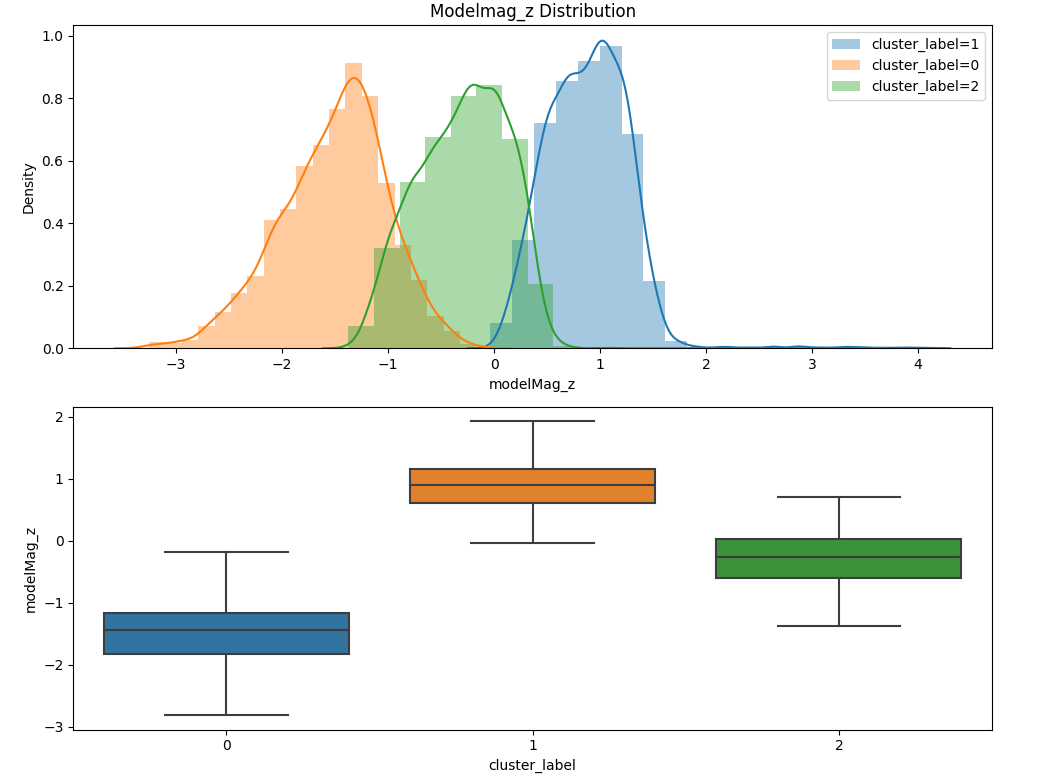 Modelmag_z Distribution
1.0
0.8
0.6
0.4
0.2
0.0
Density
cluster_label=1
cluster_label=0
cluster_label=2
−3 −2 −1 0 1 2 3 4
modelMag_z
2
1
0
−1
−2
−3
modelMag_z
0 1 2
cluster_label